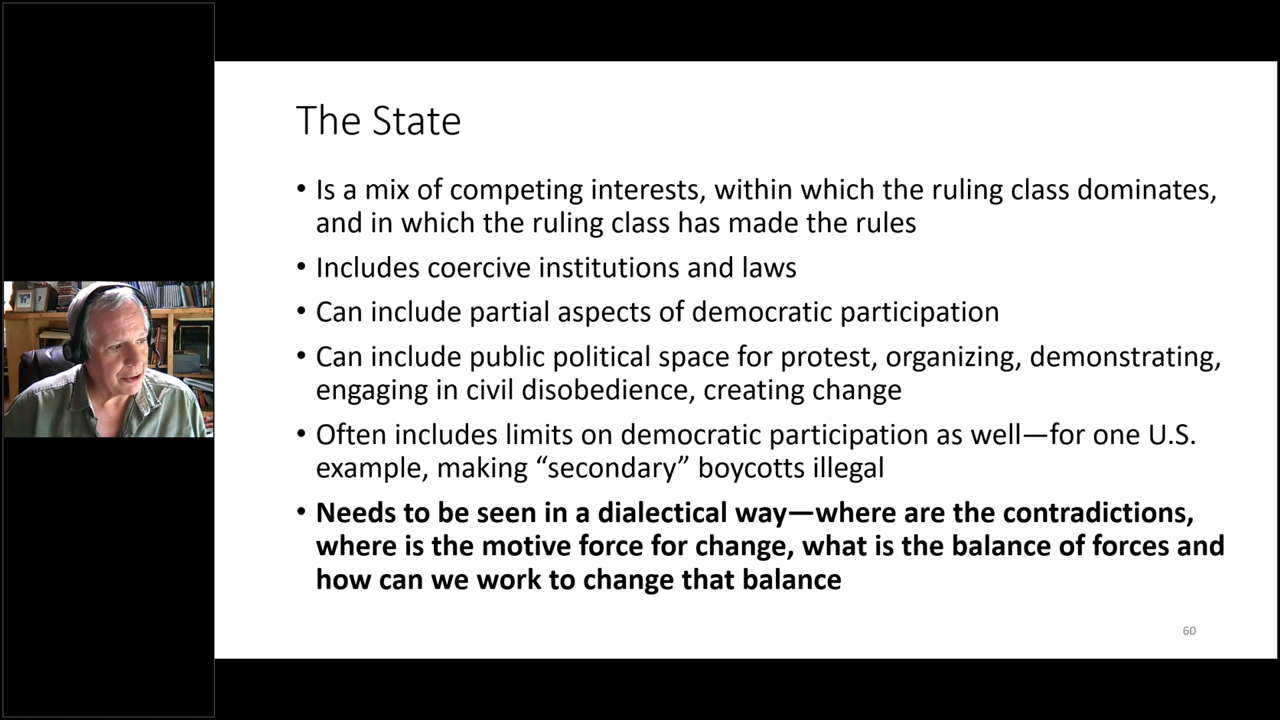 The State
• Is a mix of competing interests, within which the ruling class dominates,
and in which the ruling class has made the rules
• Includes coercive institutions and laws
• Can include partial aspects of democratic participation
• Can include public political space for protest, organizing, demonstrating,
engaging in civil disobedience, creating change
• Often includes limits on democratic participation as well—for one U.S.
example, making “secondary” boycotts illegal
• Needs to be seen in a dialectical way—where are the contradictions,
where is the motive force for change, what is the balance of forces and
how can we work to change that balance
60